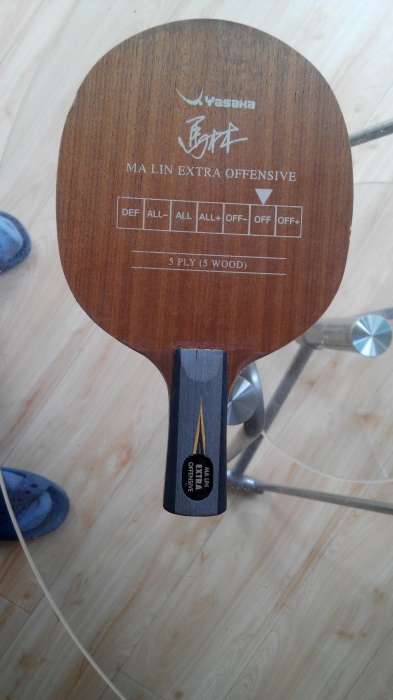 Yasaka
馬林
MA LIN EXTRA OFFENSIVE
DEF ALL- ALL ALL+ OFF- OFF OFF+
5 PLY (5 WOOD)
MA LIN
EXTRA
OFFENSIVE